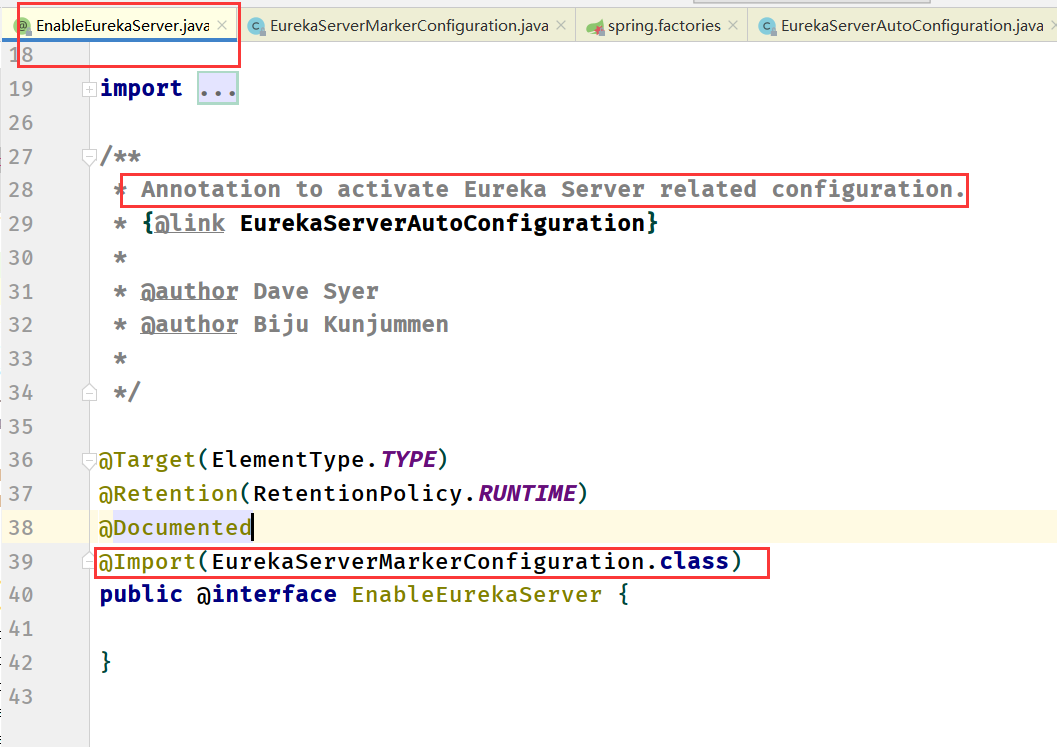 EnableEurekaServer.java EurekaServerMarkerConfiguration.java spring.factories EurekaServerAutoConfiguration.java
18
19 import ...
26
27 /**
28 * Annotation to activate Eureka Server related configuration.
29 * {@link EurekaServerAutoConfiguration}
30 *
31 * @author Dave Syer
32 * @author Biju Kunjummen
33 *
34 */
35
36 @Target(ElementType.TYPE)
37 @Retention(RetentionPolicy.RUNTIME)
38 @Documented
39 @Import(EurekaServerMarkerConfiguration.class)
40 public @interface EnableEurekaServer {
41
42 }
43